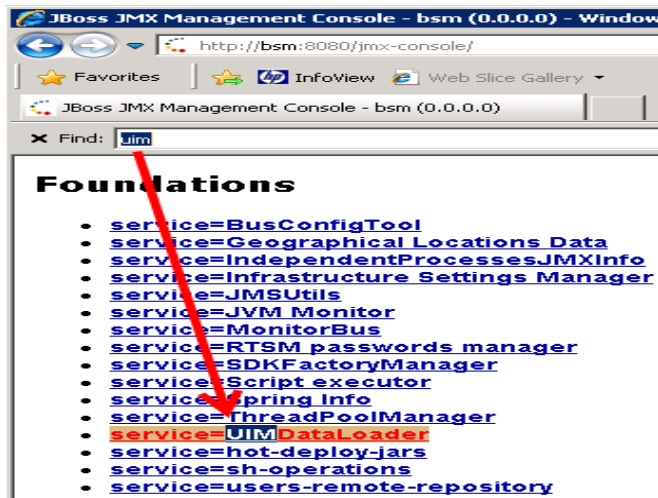 JBoss JMX Management Console - bsm (0.0.0.0) - Window
http://bsm:8080/jmx-console/
Favorites InfoView Web Slice Gallery
JBoss JMX Management Console - bsm (0.0.0.0)
Find: uim
Foundations
service=BusConfigTool
service=Geographical Locations Data
service=IndependentProcessesJMXInfo
service=Infrastructure Settings Manager
service=JMSUtils
service=JVM Monitor
service=MonitorBus
service=RTSM passwords manager
service=SDKFactoryManager
service=Script executor
service=Spring Info
service=ThreadPoolManager
service=UIMDataLoader
service=hot-deploy-jars
service=sh-operations
service=users-remote-repository